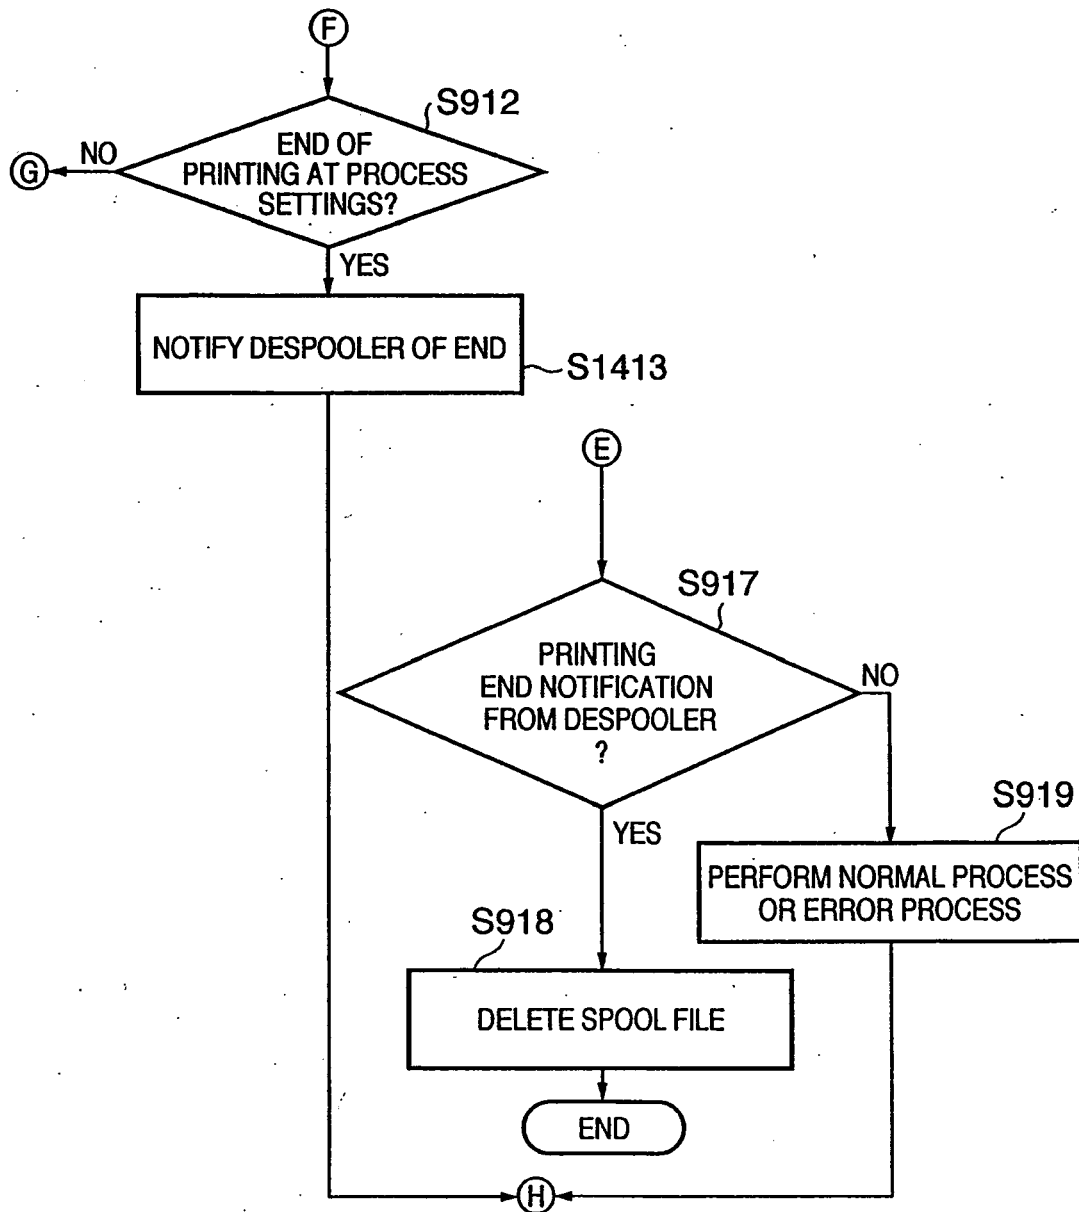 F
S912
END OF
PRINTING AT PROCESS
SETTINGS?
NO
G
YES
NOTIFY DESPOOLER OF END
S1413
E
S917
PRINTING
END NOTIFICATION
FROM DESPOOLER
?
NO
YES
S919
PERFORM NORMAL PROCESS
OR ERROR PROCESS
S918
DELETE SPOOL FILE
END
H